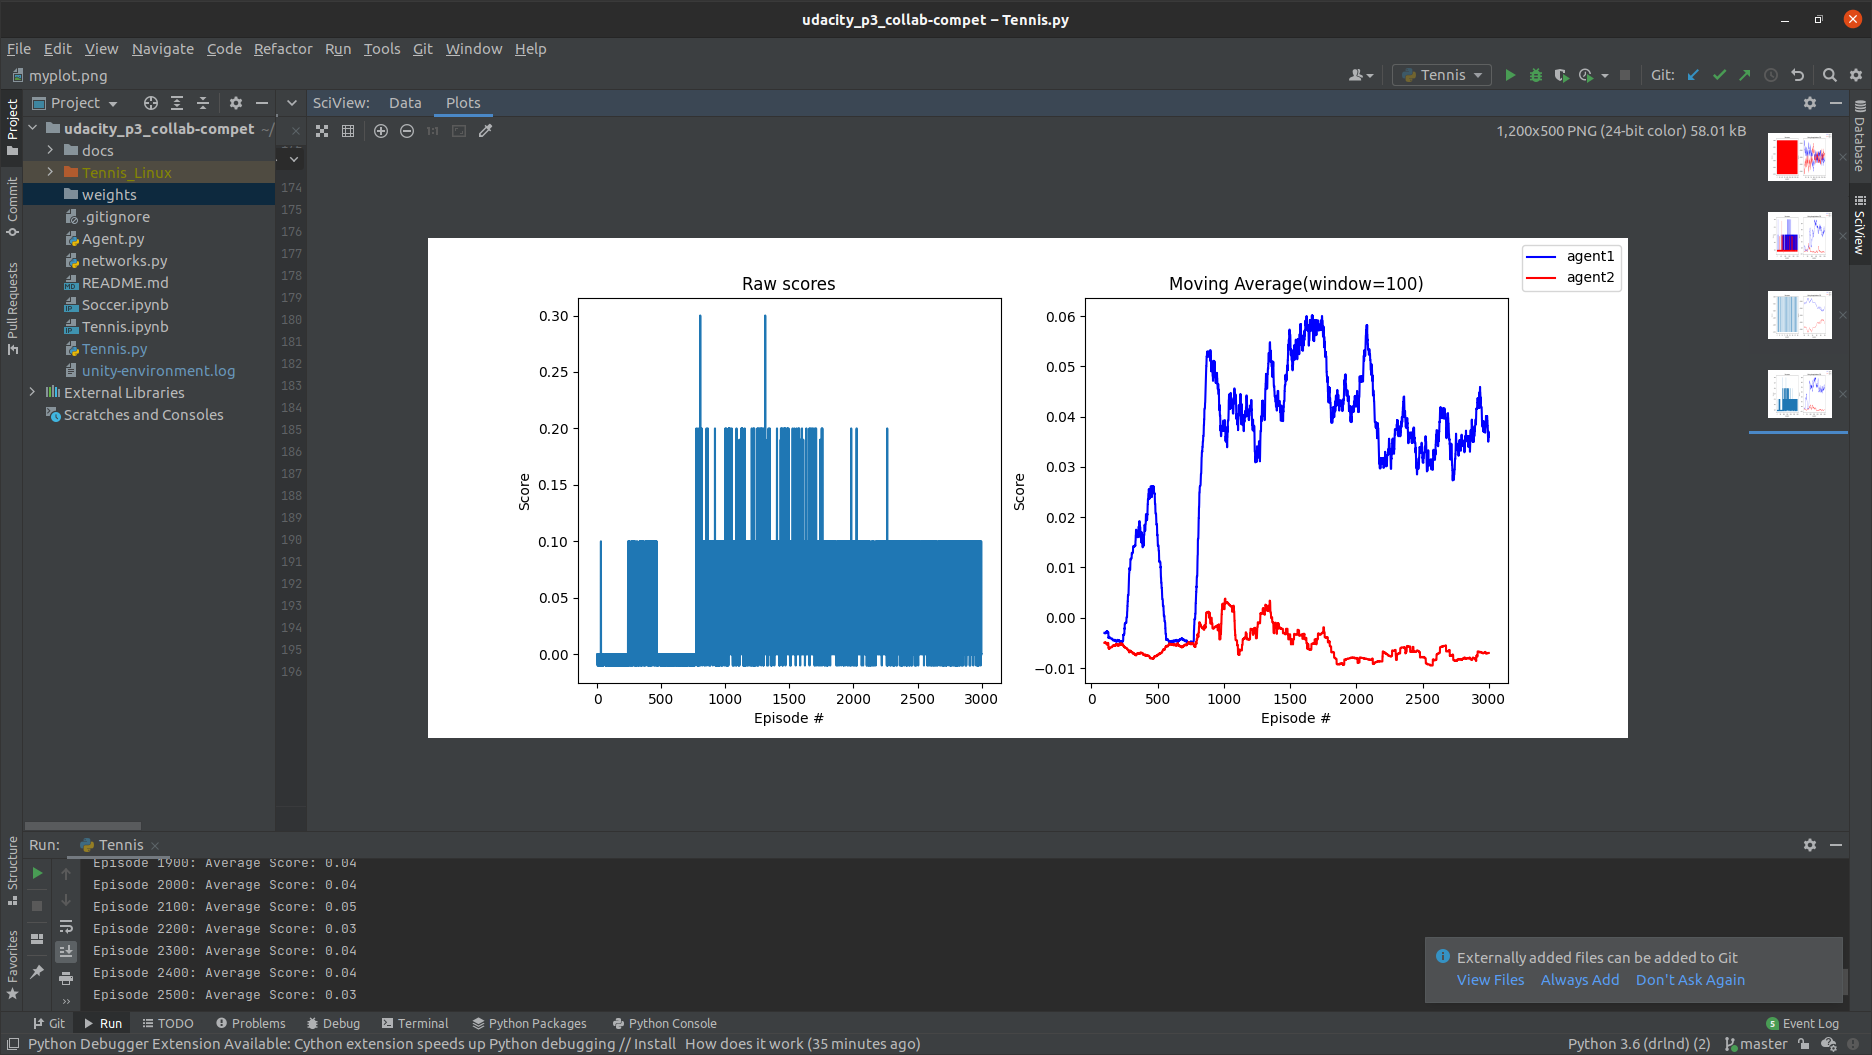 udacity_p3_collab-compet – Tennis.py
File Edit View Navigate Code Refactor Run Tools Git Window Help
myplot.png
Tennis
Git:
Project
SciView: Data Plots
1:1
1,200x500 PNG (24-bit color) 58.01 kB
udacity_p3_collab-compet ~/
docs
Tennis_Linux
weights
.gitignore
Agent.py
networks.py
README.md
Soccer.ipynb
Tennis.ipynb
Tennis.py
unity-environment.log
External Libraries
Scratches and Consoles
Project
Commit
Pull Requests
Structure
Favorites
174
175
176
177
178
179
180
181
182
183
184
185
186
187
188
189
190
191
192
193
194
195
196
Raw scores
Score
0.30
0.25
0.20
0.15
0.10
0.05
0.00
0 500 1000 1500 2000 2500 3000
Episode #
Moving Average(window=100)
agent1
agent2
Score
0.06
0.05
0.04
0.03
0.02
0.01
0.00
−0.01
0 500 1000 1500 2000 2500 3000
Episode #
Database
SciView
Run: Tennis
Episode 1900: Average Score: 0.04
Episode 2000: Average Score: 0.04
Episode 2100: Average Score: 0.05
Episode 2200: Average Score: 0.03
Episode 2300: Average Score: 0.04
Episode 2400: Average Score: 0.04
Episode 2500: Average Score: 0.03
Externally added files can be added to Git
View Files Always Add Don't Ask Again
Git Run TODO Problems Debug Terminal Python Packages Python Console
5 Event Log
Python Debugger Extension Available: Cython extension speeds up Python debugging // Install How does it work (35 minutes ago)
Python 3.6 (drlnd) (2) master